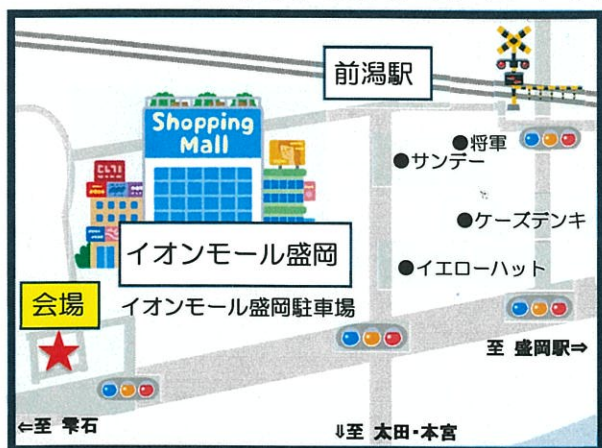 前潟駅
Shopping
Mall
将軍
サンデー
ケーズデンキ
イオンモール盛岡
イエローハット
会場
イオンモール盛岡駐車場
至 盛岡駅⇒
⇐至 雫石
⇓至 太田・本宮